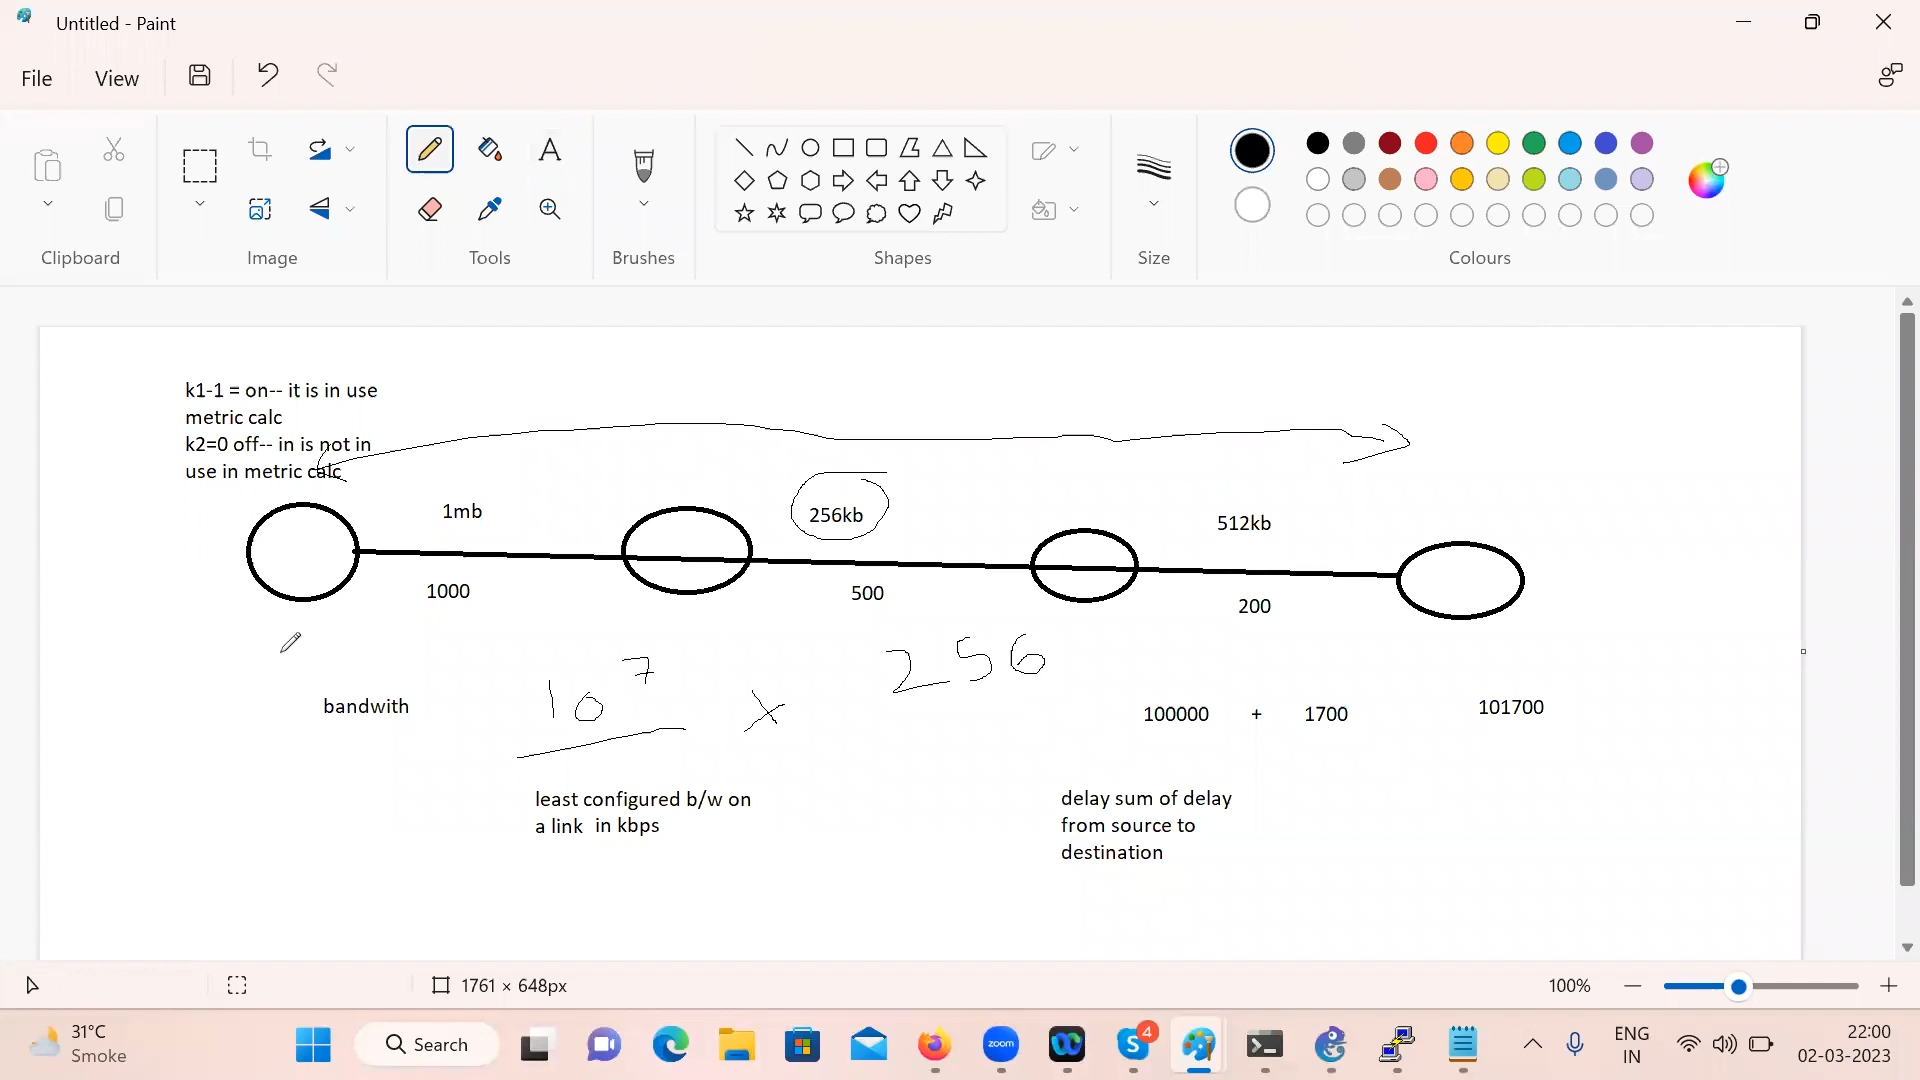 Untitled - Paint
File
View
Clipboard
Image
Tools
Brushes
Shapes
Size
Colours
k1-1 = on-- it is in use
metric calc
k2=0 off-- in is not in
use in metric calc
1mb
256kb
512kb
1000
500
200
bandwith
10^7
x
256
100000 + 1700
101700
least configured b/w on
a link in kbps
delay sum of delay
from source to
destination
1761 × 648px
100%
31°C
Smoke
Search
zoom
4
ENG
IN
22:00
02-03-2023